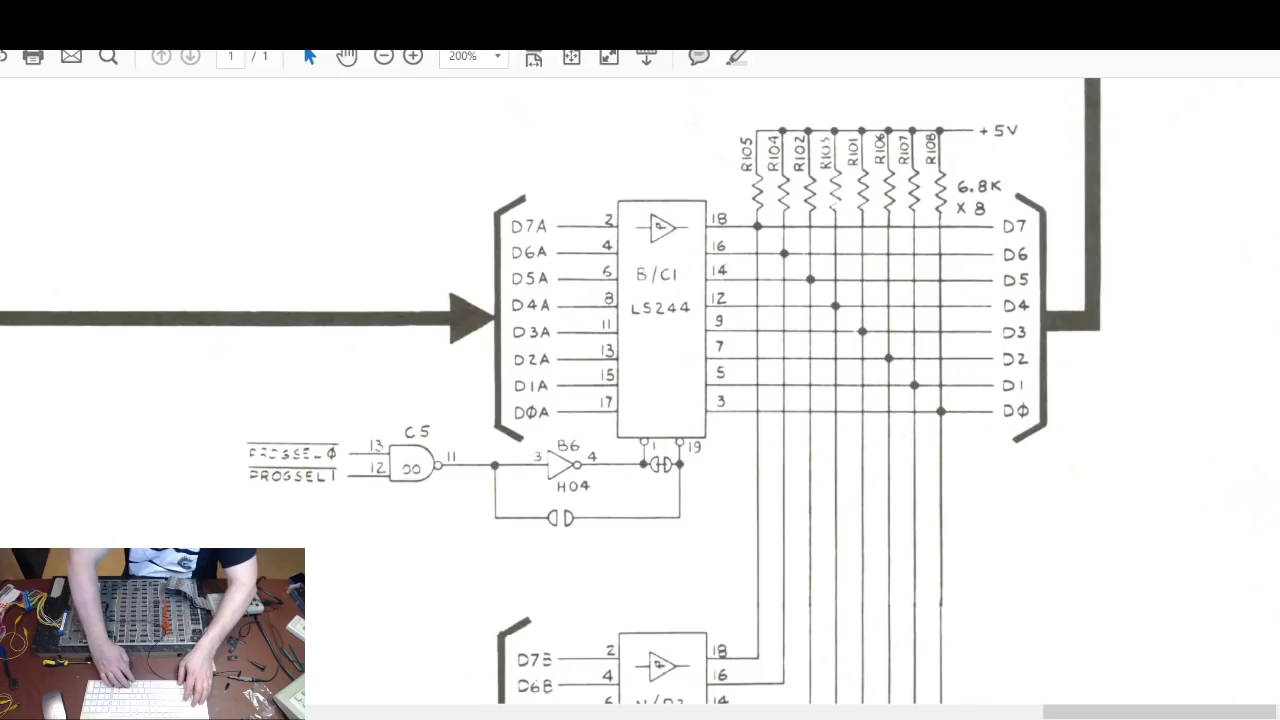 1 / 1 200%
R105 R104 R102 R103 R101 R106 R107 R108 +5V
6.8K
X 8
D7A 2 18 D7
D6A 4 16 D6
D5A 6 B/C1 14 D5
D4A 8 LS244 12 D4
D3A 11 9 D3
D2A 13 7 D2
D1A 15 5 D1
DØA 17 3 DØ
C5 B6 1 19
PROGSELØ 13 11 3 4
PROGSEL1 12 00
H04
D7B 2 18
D6B 4 16
6 14